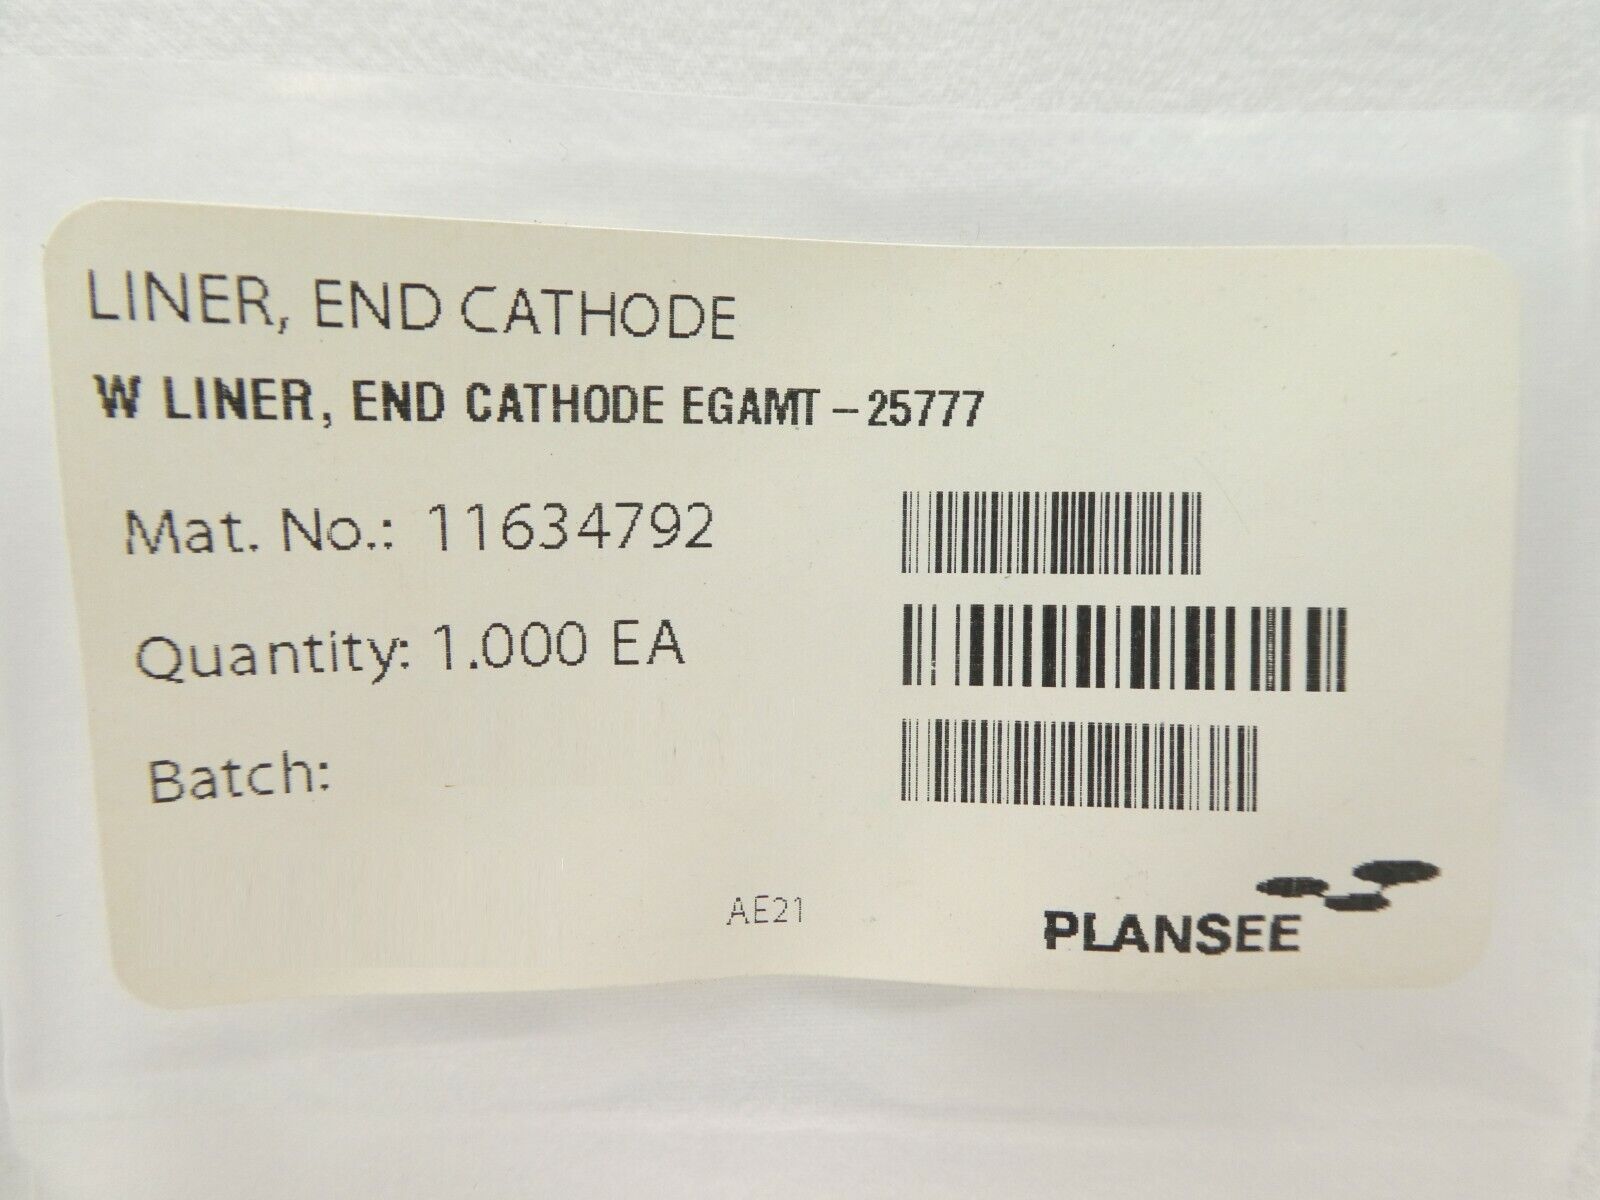 LINER, END CATHODE
W LINER, END CATHODE EGAMT - 25777
Mat. No.: 11634792
Quantity: 1.000 EA
Batch:
AE21
PLANSEE